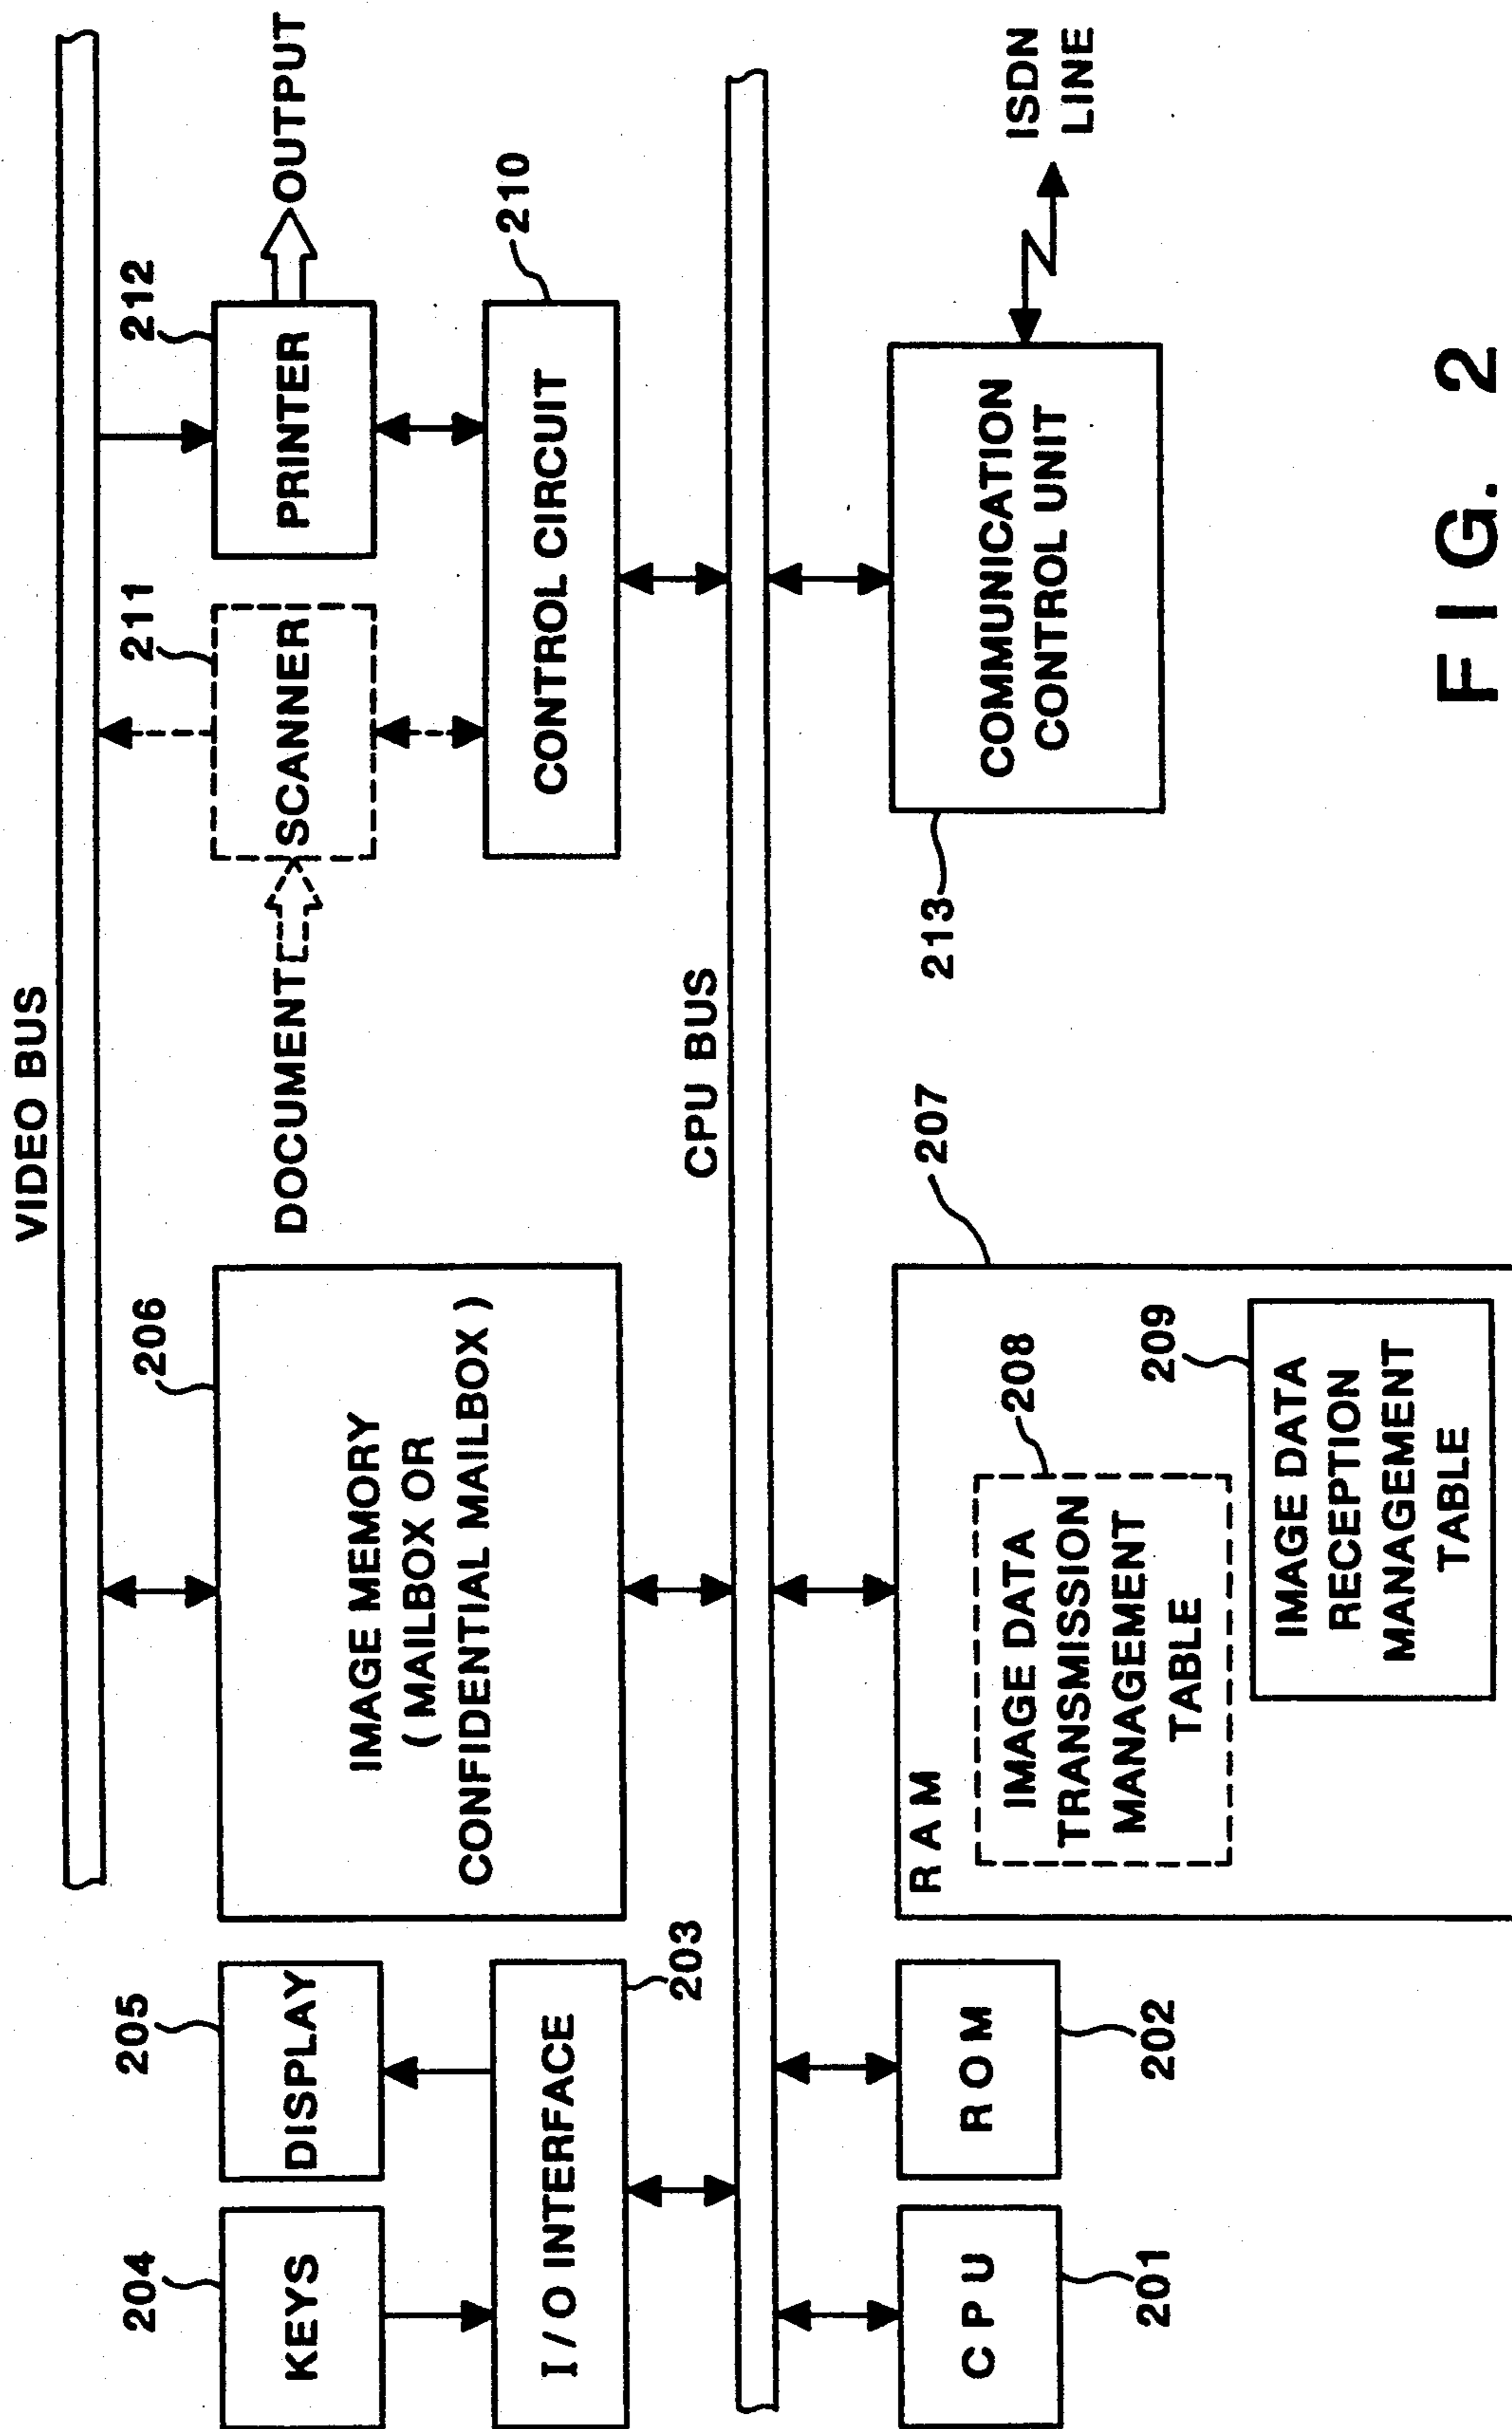 VIDEO BUS
204
KEYS
205
DISPLAY
I/O INTERFACE
203
206
IMAGE MEMORY
( MAILBOX OR
CONFIDENTIAL MAILBOX )
DOCUMENT
211
SCANNER
212
PRINTER
OUTPUT
CONTROL CIRCUIT
210
CPU BUS
CPU
201
ROM
202
RAM
207
208
IMAGE DATA
TRANSMISSION
MANAGEMENT
TABLE
209
IMAGE DATA
RECEPTION
MANAGEMENT
TABLE
213
COMMUNICATION
CONTROL UNIT
ISDN
LINE
FIG. 2